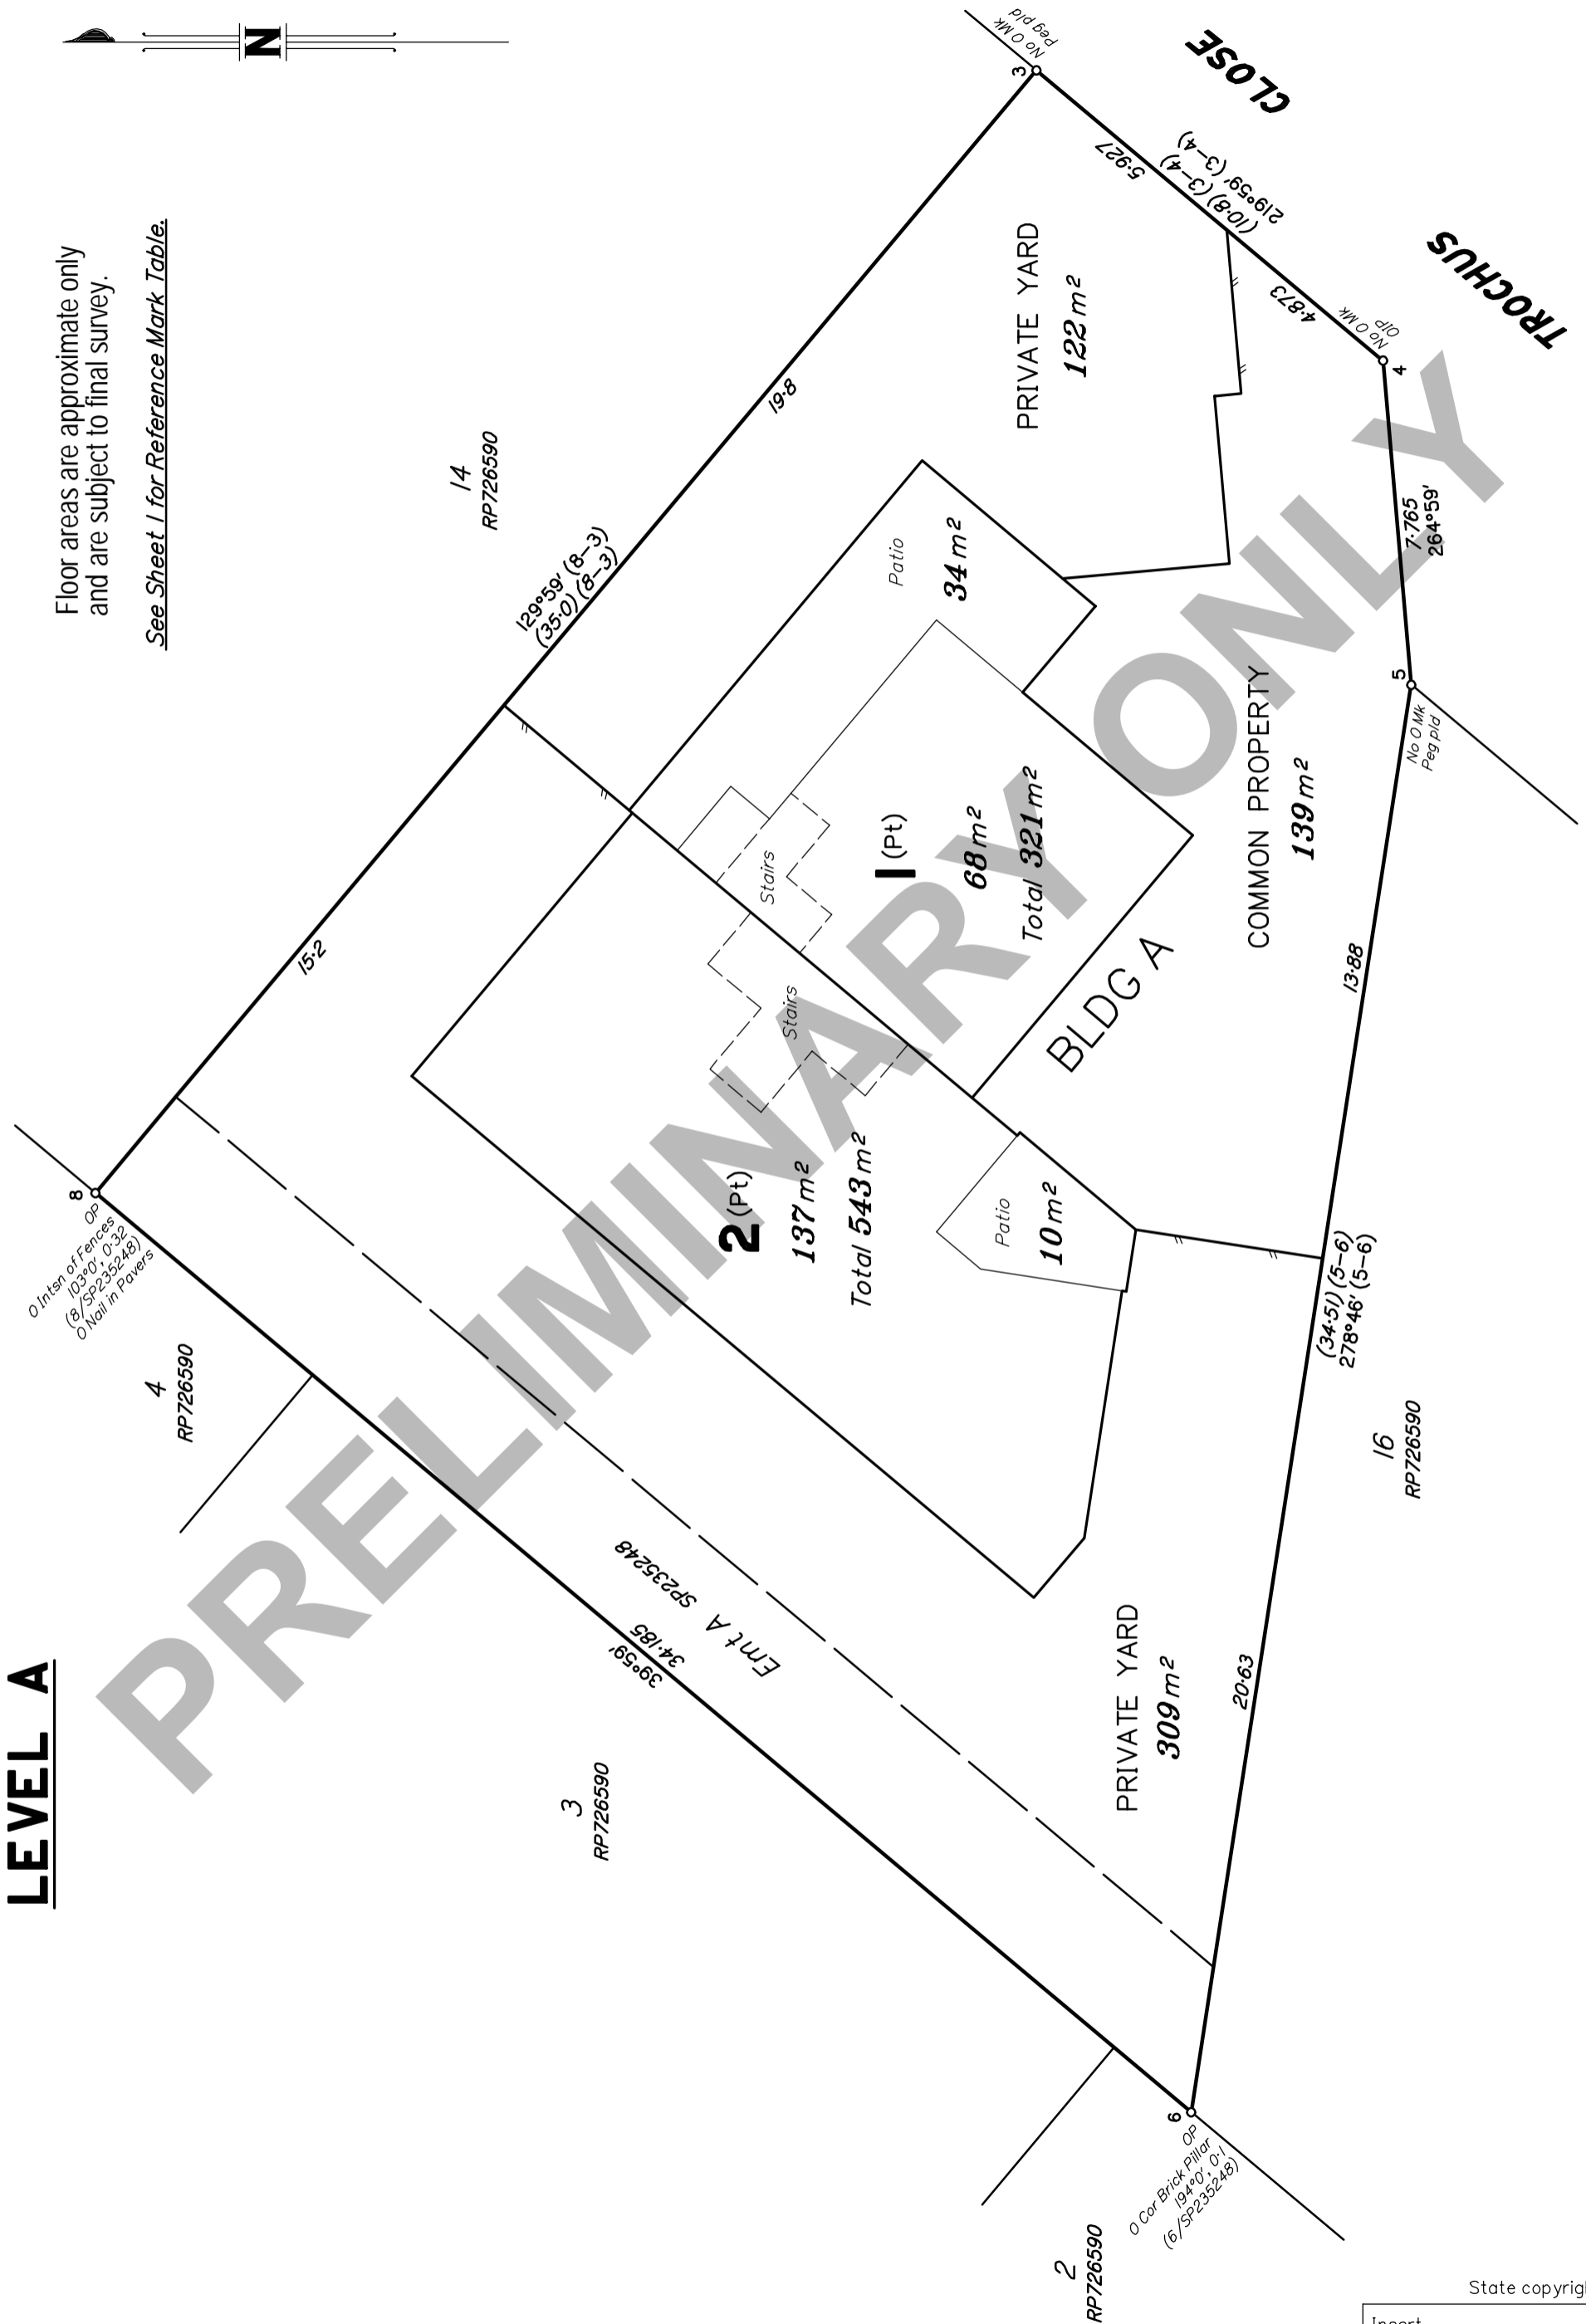 LEVEL A
Floor areas are approximate only
and are subject to final survey.
See Sheet 1 for Reference Mark Table.
N
PRELIMINARY ONLY
14
RP726590
129°59' (8–3)
(35·0) (8–3)
15·2
19·8
8
OP
O Intsn of Fences
103°0', 0·32
(8/SP235248)
O Nail in Pavers
4
RP726590
3
RP726590
2
RP726590
39°59'
34·185
Emt A SP235248
3
No O Mk
Peg pld
CLOSE
TROCHUS
5·927
(10·8) (3–4)
219°59' (3–4)
4·873
No O Mk
OIP
4
PRIVATE YARD
122 m²
Patio
34 m²
Stairs
Stairs
1 (Pt)
68 m²
Total 321 m²
BLDG A
2 (Pt)
137 m²
Total 543 m²
Patio
10 m²
COMMON PROPERTY
139 m²
7·765
264°59'
5
No O Mk
Peg pld
13·88
(34·51) (5–6)
278°46' (5–6)
16
RP726590
PRIVATE YARD
309 m²
20·63
6
OP
O Cor Brick Pillar
194°0', 0·1
(6/SP235248)
State copyrig